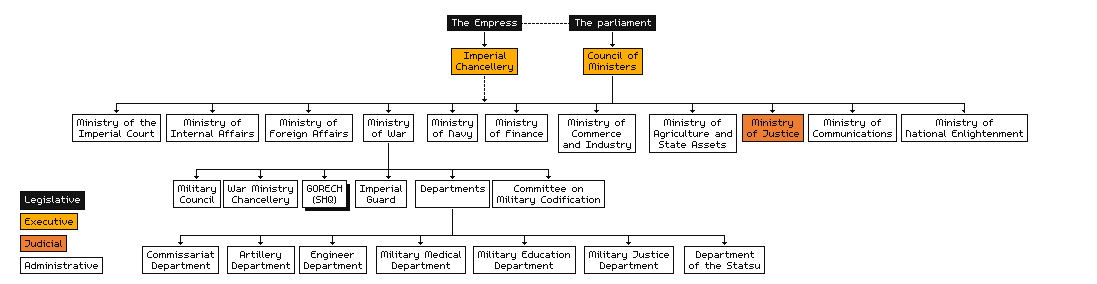 The Empress
The parliament
Imperial
Chancellery
Council of
Ministers
Ministry of the
Imperial Court
Ministry of
Internal Affairs
Ministry of
Foreign Affairs
Ministry
of War
Ministry
of Navy
Ministry
of Finance
Ministry of
Commerce
and Industry
Ministry of
Agriculture and
State Assets
Ministry
of Justice
Ministry of
Communications
Ministry of
National Enlightenment
Military
Council
War Ministry
Chancellery
GORECH
(SHQ)
Imperial
Guard
Departments
Committee on
Military Codification
Legislative
Executive
Judicial
Administrative
Commissariat
Department
Artillery
Department
Engineer
Department
Military Medical
Department
Military Education
Department
Military Justice
Department
Department
of the Statsu